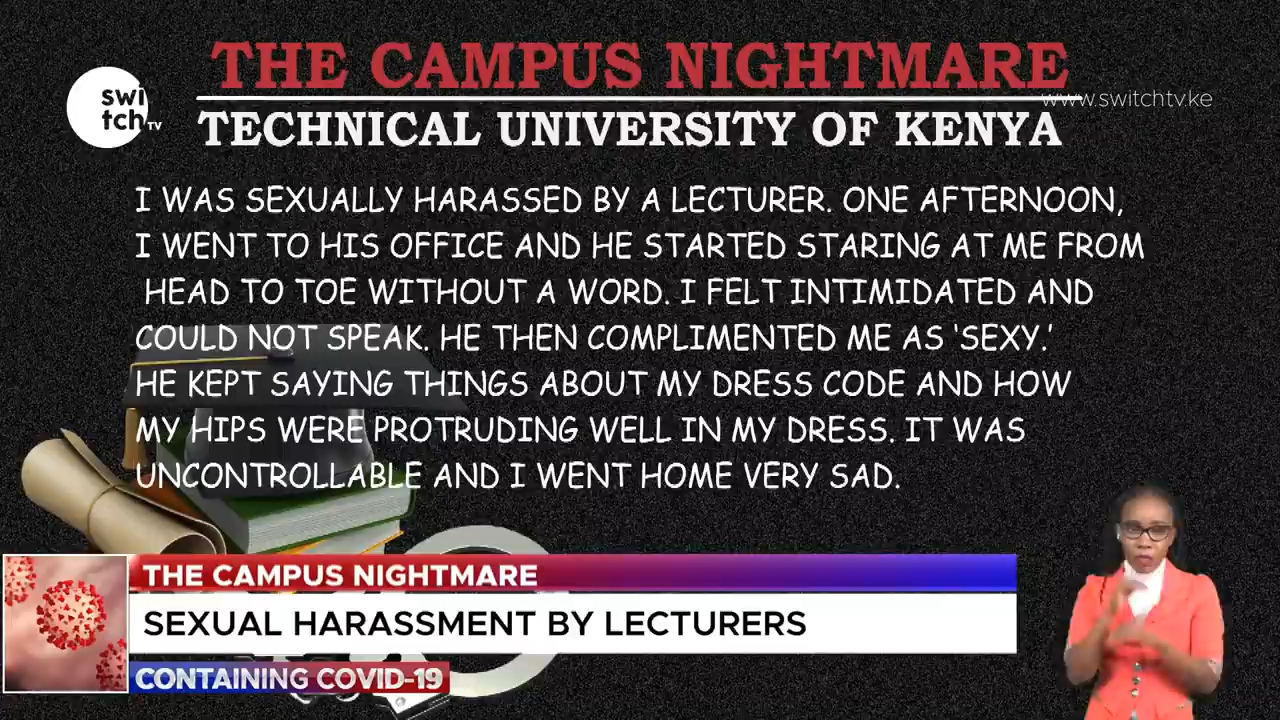 THE CAMPUS NIGHTMARE
swi
tch TV
www.switchtv.ke
TECHNICAL UNIVERSITY OF KENYA
I WAS SEXUALLY HARASSED BY A LECTURER. ONE AFTERNOON,
I WENT TO HIS OFFICE AND HE STARTED STARING AT ME FROM
HEAD TO TOE WITHOUT A WORD. I FELT INTIMIDATED AND
COULD NOT SPEAK. HE THEN COMPLIMENTED ME AS 'SEXY.'
HE KEPT SAYING THINGS ABOUT MY DRESS CODE AND HOW
MY HIPS WERE PROTRUDING WELL IN MY DRESS. IT WAS
UNCONTROLLABLE AND I WENT HOME VERY SAD.
THE CAMPUS NIGHTMARE
SEXUAL HARASSMENT BY LECTURERS
CONTAINING COVID-19